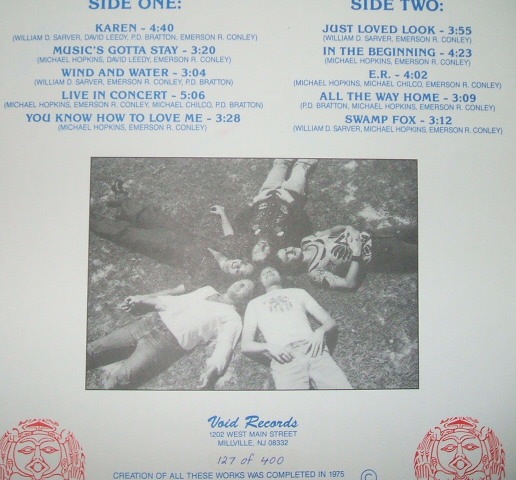 SIDE ONE:
KAREN - 4:40
(WILLIAM D. SARVER, DAVID LEEDY, P.D. BRATTON, EMERSON R. CONLEY)
MUSIC'S GOTTA STAY - 3:20
(MICHAEL HOPKINS, DAVID LEEDY, EMERSON R. CONLEY)
WIND AND WATER - 3:04
(WILLIAM D. SARVER, EMERSON R. CONLEY, P.D. BRATTON)
LIVE IN CONCERT - 5:06
(MICHAEL HOPKINS, EMERSON R. CONLEY, MICHAEL CHILCO, P.D. BRATTON)
YOU KNOW HOW TO LOVE ME - 3:28
(MICHAEL HOPKINS, EMERSON R. CONLEY)
SIDE TWO:
JUST LOVED LOOK - 3:55
(WILLIAM D. SARVER, EMERSON R. CONLEY)
IN THE BEGINNING - 4:23
(MICHAEL HOPKINS, EMERSON R. CONLEY)
E.R. - 4:02
(MICHAEL HOPKINS, MICHAEL CHILCO, EMERSON R. CONLEY)
ALL THE WAY HOME - 3:09
(P.D. BRATTON, MICHAEL HOPKINS, EMERSON R. CONLEY)
SWAMP FOX - 3:12
(WILLIAM D. SARVER, EMERSON R. CONLEY)
Void Records
1202 WEST MAIN STREET
MILLVILLE, NJ 08332
127 of 400
CREATION OF ALL THESE WORKS WAS COMPLETED IN 1975 ©